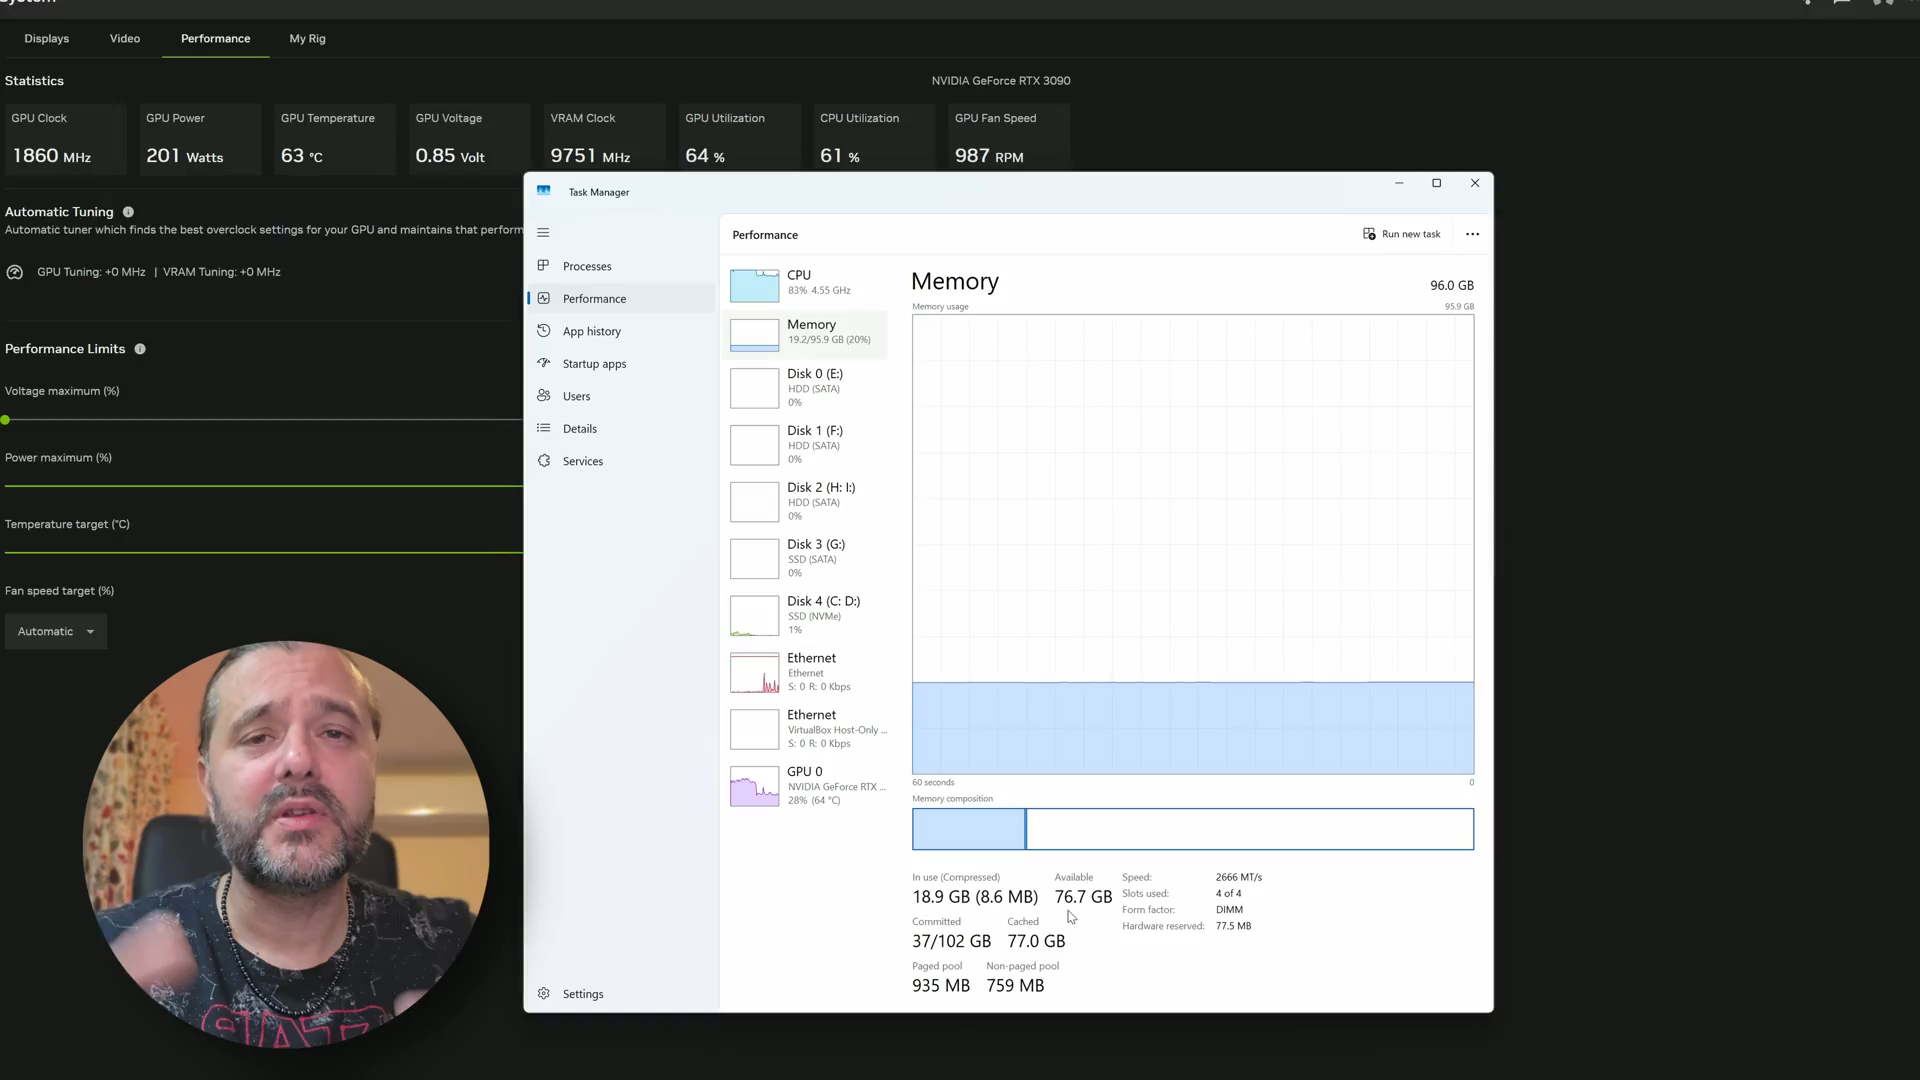 System
Displays
Video
Performance
My Rig
Statistics
NVIDIA GeForce RTX 3090
GPU Clock
1860 MHz
GPU Power
201 Watts
GPU Temperature
63 °C
GPU Voltage
0.85 Volt
VRAM Clock
9751 MHz
GPU Utilization
64 %
CPU Utilization
61 %
GPU Fan Speed
987 RPM
Automatic Tuning
Automatic tuner which finds the best overclock settings for your GPU and maintains that perform
GPU Tuning: +0 MHz | VRAM Tuning: +0 MHz
Performance Limits
Voltage maximum (%)
Power maximum (%)
Temperature target (°C)
Fan speed target (%)
Automatic
Task Manager
Processes
Performance
App history
Startup apps
Users
Details
Services
Settings
Performance
Run new task
CPU
83% 4.55 GHz
Memory
19.2/95.9 GB (20%)
Disk 0 (E:)
HDD (SATA)
0%
Disk 1 (F:)
HDD (SATA)
0%
Disk 2 (H: I:)
HDD (SATA)
0%
Disk 3 (G:)
SSD (SATA)
0%
Disk 4 (C: D:)
SSD (NVMe)
1%
Ethernet
Ethernet
S: 0 R: 0 Kbps
Ethernet
VirtualBox Host-Only ...
S: 0 R: 0 Kbps
GPU 0
NVIDIA GeForce RTX ...
28% (64 °C)
Memory
96.0 GB
Memory usage
95.9 GB
60 seconds
0
Memory composition
In use (Compressed)
18.9 GB (8.6 MB)
Available
76.7 GB
Committed
37/102 GB
Cached
77.0 GB
Paged pool
935 MB
Non-paged pool
759 MB
Speed: 2666 MT/s
Slots used: 4 of 4
Form factor: DIMM
Hardware reserved: 77.5 MB